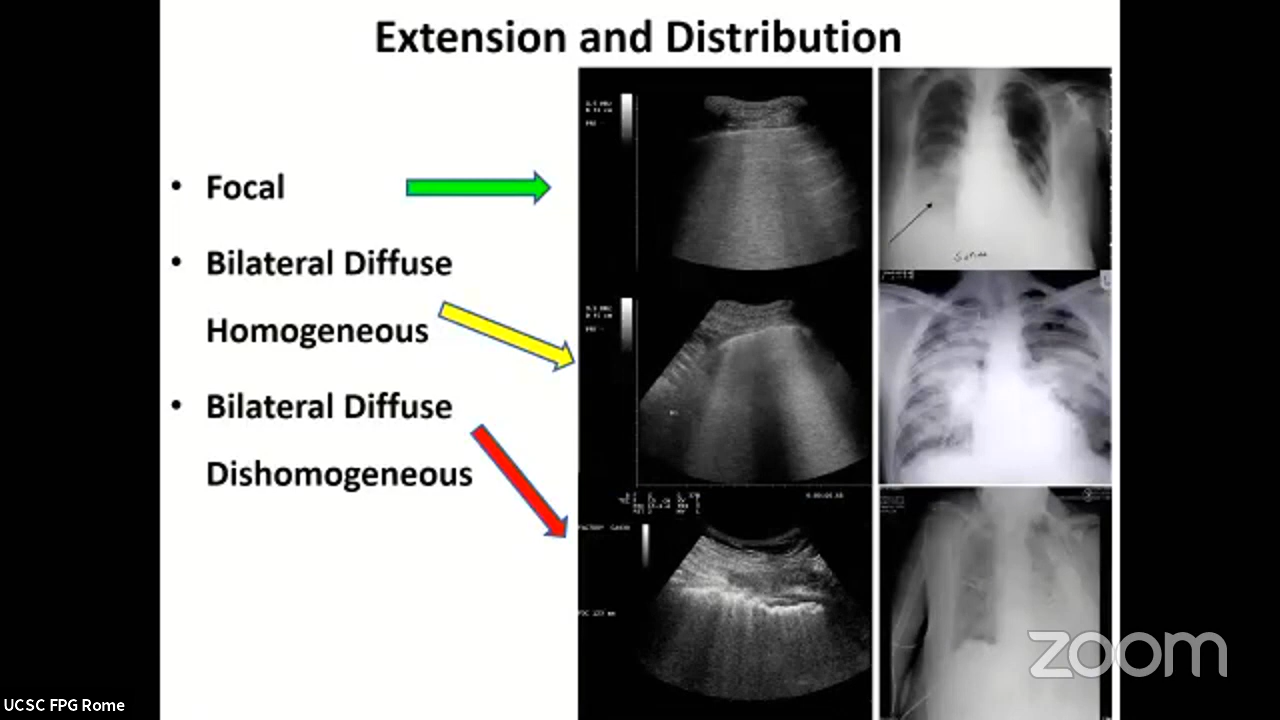 Extension and Distribution
• Focal
• Bilateral Diffuse
Homogeneous
• Bilateral Diffuse
Dishomogeneous
zoom
UCSC FPG Rome